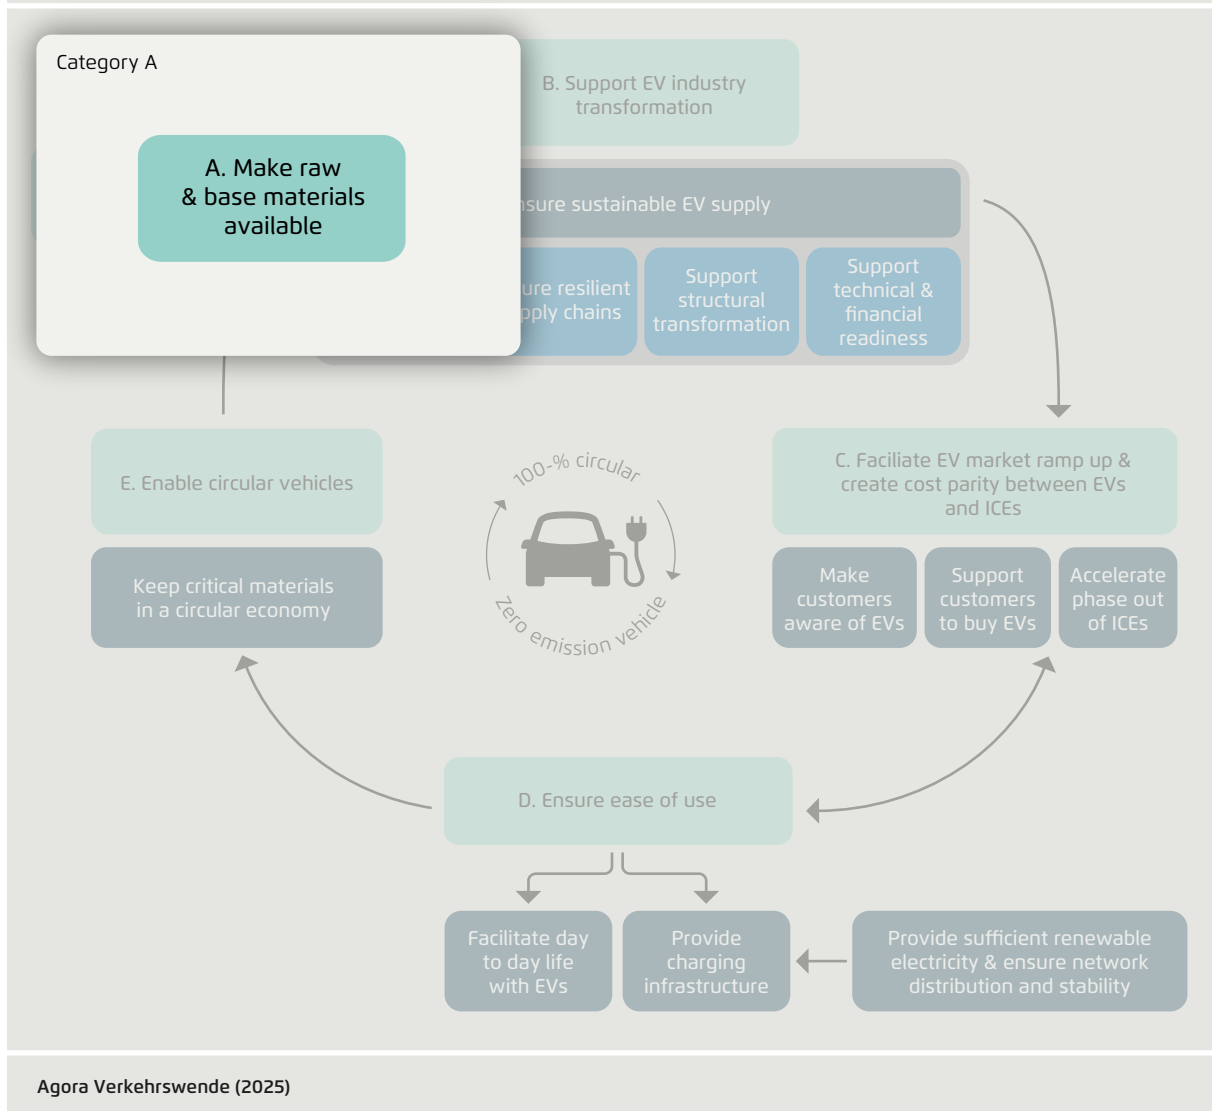 Category A
A. Make raw
& base materials
available
B. Support EV industry
transformation
sustainable EV supply
resilient
chains
Support
structural
transformation
Support
technical &
financial
readiness
E. Enable circular vehicles
Keep critical materials
in a circular economy
100-% circular
Zero emission vehicle
C. Faciliate EV market ramp up &
create cost parity between EVs
and ICEs
Make
customers
aware of EVs
Support
customers
to buy EVs
Accelerate
phase out
of ICEs
D. Ensure ease of use
Facilitate day
to day life
with EVs
Provide
charging
infrastructure
Provide sufficient renewable
electricity & ensure network
distribution and stability
Agora Verkehrswende (2025)